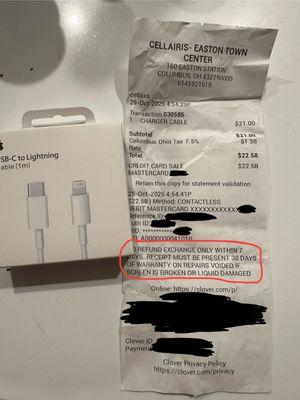 CELLAIRIS- EASTON TOWN
CENTER
160 EASTON STATION
COLUMBUS, OH 432190000
6145921619
cellaxs
25-Oct-2025 4:54:29P
Transaction 030586
1 CHARGER CABLE $21.00
Subtotal $21.00
Columbus Ohio Tax 7.5% $1.58
Rate
Total $22.58
CREDIT CARD SALE $22.58
MASTERCARD
Retain this copy for statement validation
25-Oct-2025 4:54:41P
$22.58 | Method: CONTACTLESS
DEBIT MASTERCARD XXXXXXXXXXXX
Reference ID:
Auth ID:
MID:
AID: A0000000041010
NO REFUND EXCHANGE ONLY WITHIN 7
DAYS. RECEIPT MUST BE PRESENT 30 DAYS
OF WARRANTY ON REPAIRS VOIDED IF
SCREEN IS BROKEN OR LIQUID DAMAGED
Online: https://clover.com/p/
Clover ID:
Payment
Clover Privacy Policy
https://clover.com/privacy
USB-C to Lightning
Cable (1m)